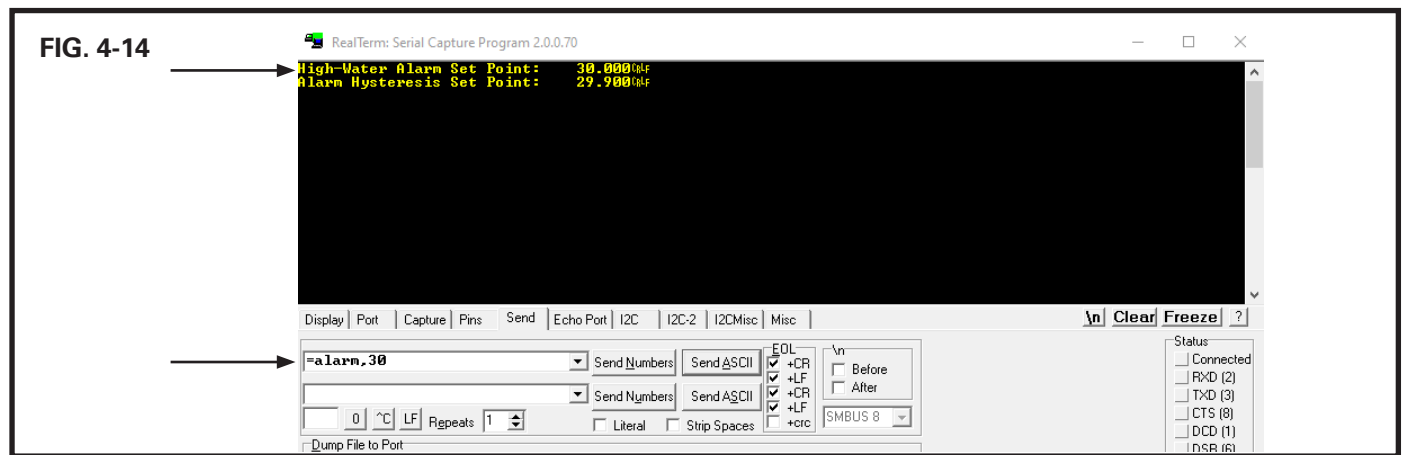 FIG. 4-14
RealTerm: Serial Capture Program 2.0.0.70
High-Water Alarm Set Point: 30.000CRLF
Alarm Hysteresis Set Point: 29.900CRLF
Display Port Capture Pins Send Echo Port I2C I2C-2 I2CMisc Misc \n Clear Freeze ?
=alarm,30
Send Numbers Send ASCII
EOL
+CR
+LF
\n
Before
After
Send Numbers Send ASCII
+CR
+LF
+crc
SMBUS 8
0 ^C LF Repeats 1
Literal Strip Spaces
Dump File to Port
Status
Connected
RXD (2)
TXD (3)
CTS (8)
DCD (1)
DSR (6)